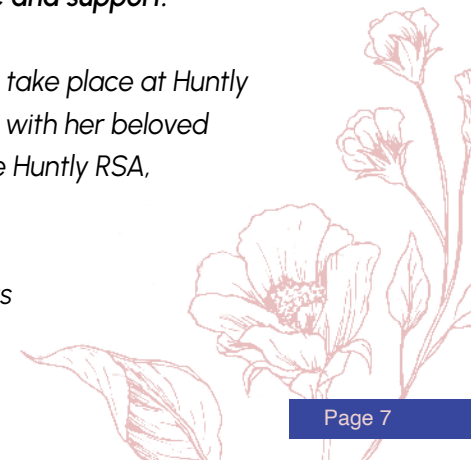 and support.
take place at Huntly
with her beloved
Huntly RSA,
Page 7